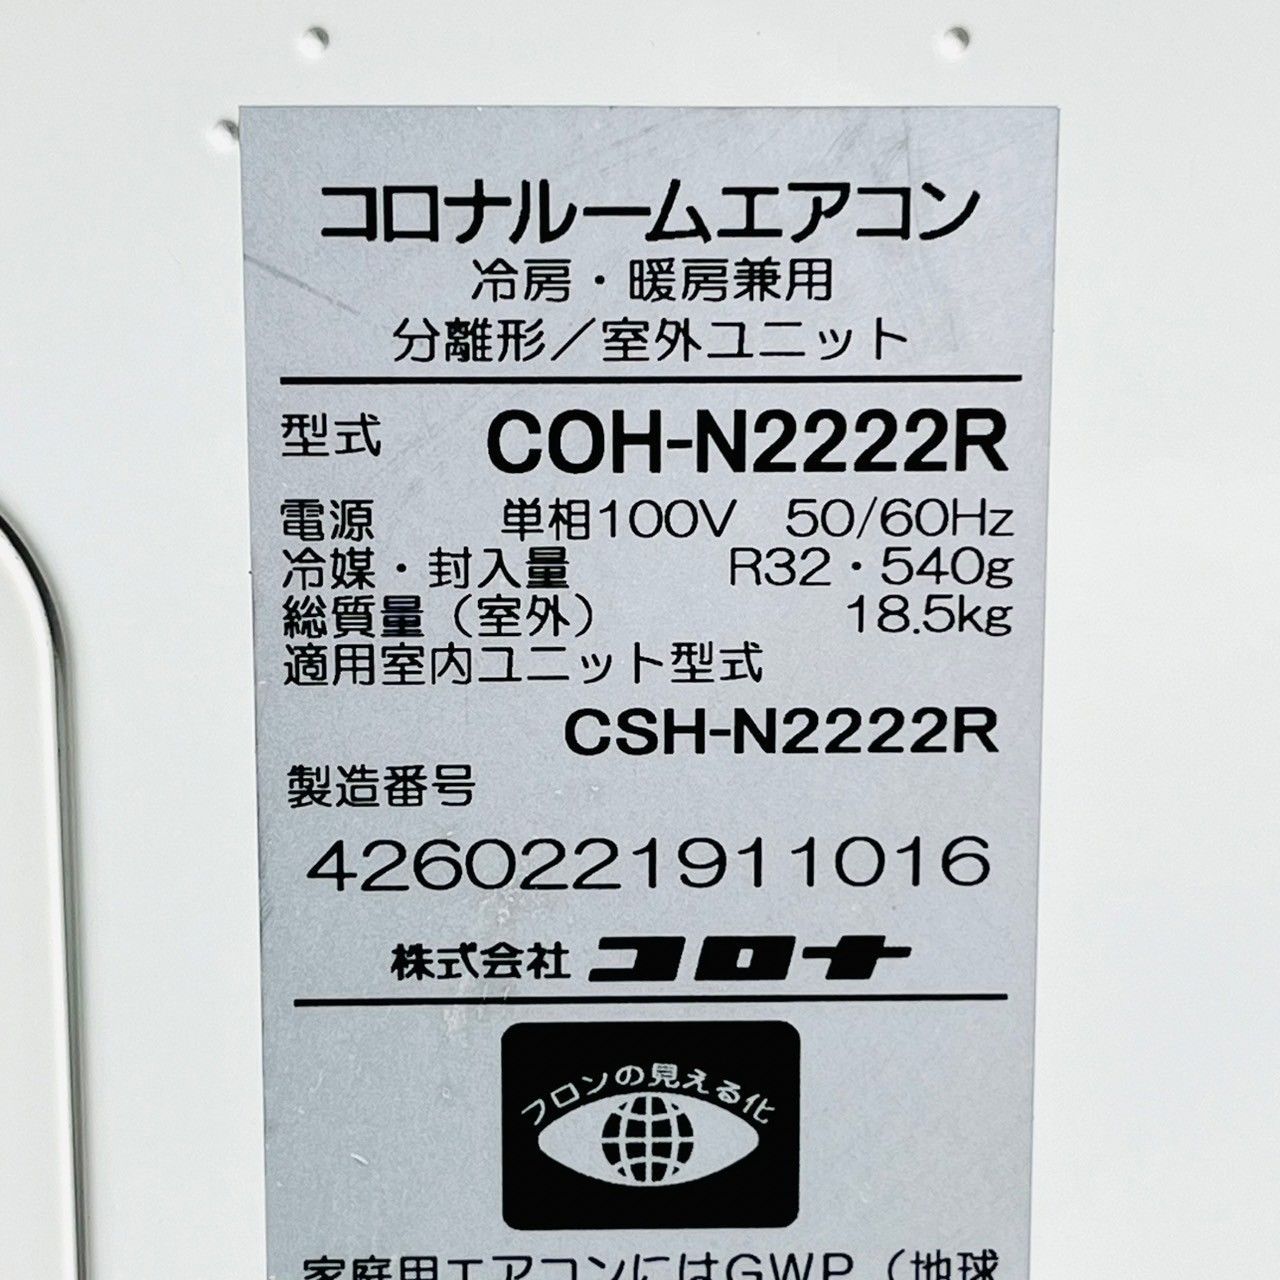 コロナルームエアコン
冷房・暖房兼用
分離形／室外ユニット
型式 COH-N2222R
電源 単相100V 50/60Hz
冷媒・封入量 R32・540g
総質量（室外） 18.5kg
適用室内ユニット型式
CSH-N2222R
製造番号
4260221911016
株式会社 コロナ
フロンの見える化
家庭用エアコンにはGWP（地球